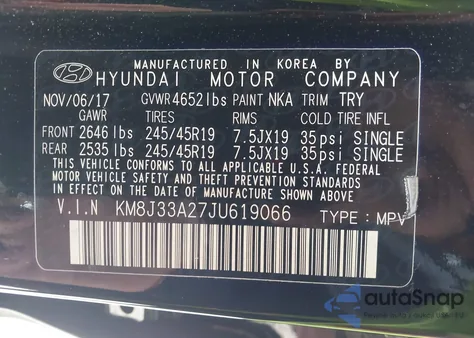 MANUFACTURED IN KOREA BY
HYUNDAI MOTOR COMPANY
NOV/06/17 GVWR 4652 lbs PAINT NKA TRIM TRY
GAWR TIRES RIMS COLD TIRE INFL
FRONT 2646 lbs 245/45R19 7.5JX19 35psi SINGLE
REAR 2535 lbs 245/45R19 7.5JX19 35psi SINGLE
THIS VEHICLE CONFORMS TO ALL APPLICABLE U.S.A FEDERAL
MOTOR VEHICLE SAFETY AND THEFT PREVENTION STANDARDS
IN EFFECT ON THE DATE OF MANUFACTURE SHOWN ABOVE.
V.I.N KM8J33A27JU619066 TYPE: MPV
autoSnap